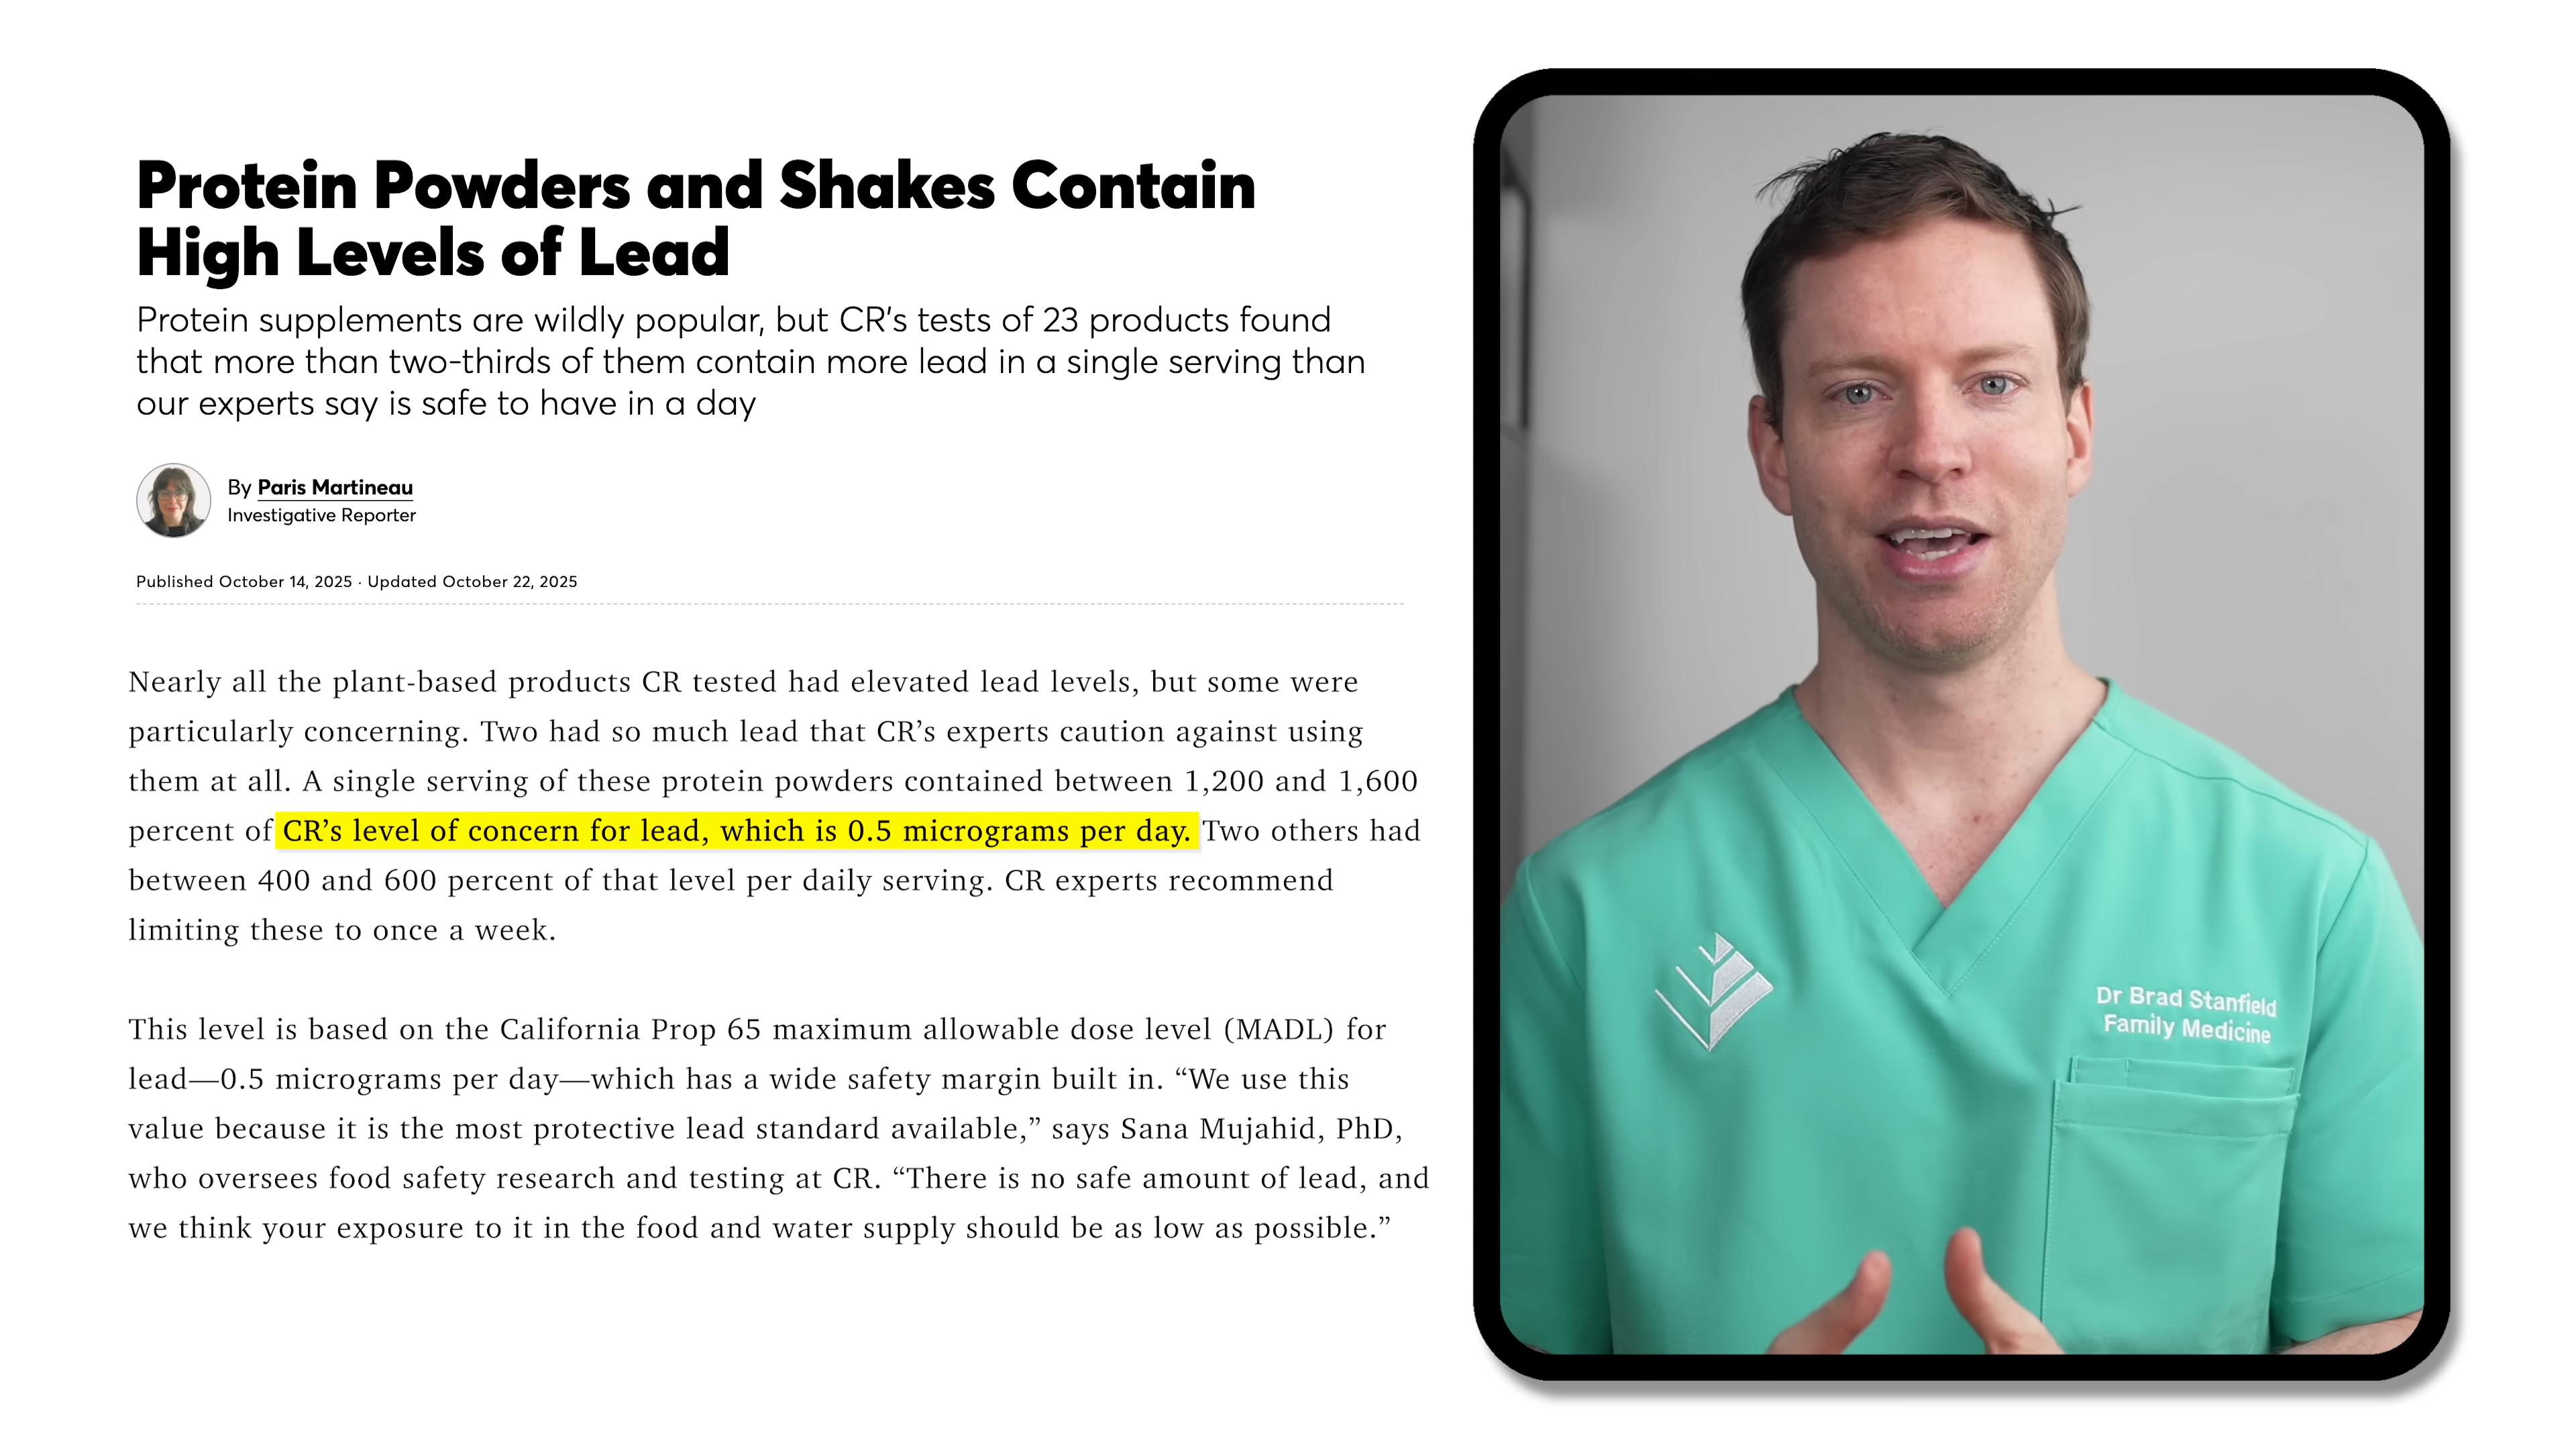 Protein Powders and Shakes Contain
High Levels of Lead
Protein supplements are wildly popular, but CR's tests of 23 products found
that more than two-thirds of them contain more lead in a single serving than
our experts say is safe to have in a day
By Paris Martineau
Investigative Reporter
Published October 14, 2025 · Updated October 22, 2025
Nearly all the plant-based products CR tested had elevated lead levels, but some were
particularly concerning. Two had so much lead that CR’s experts caution against using
them at all. A single serving of these protein powders contained between 1,200 and 1,600
percent of CR’s level of concern for lead, which is 0.5 micrograms per day. Two others had
between 400 and 600 percent of that level per daily serving. CR experts recommend
limiting these to once a week.
This level is based on the California Prop 65 maximum allowable dose level (MADL) for
lead—0.5 micrograms per day—which has a wide safety margin built in. “We use this
value because it is the most protective lead standard available,” says Sana Mujahid, PhD,
who oversees food safety research and testing at CR. “There is no safe amount of lead, and
we think your exposure to it in the food and water supply should be as low as possible.”
Dr Brad Stanfield
Family Medicine